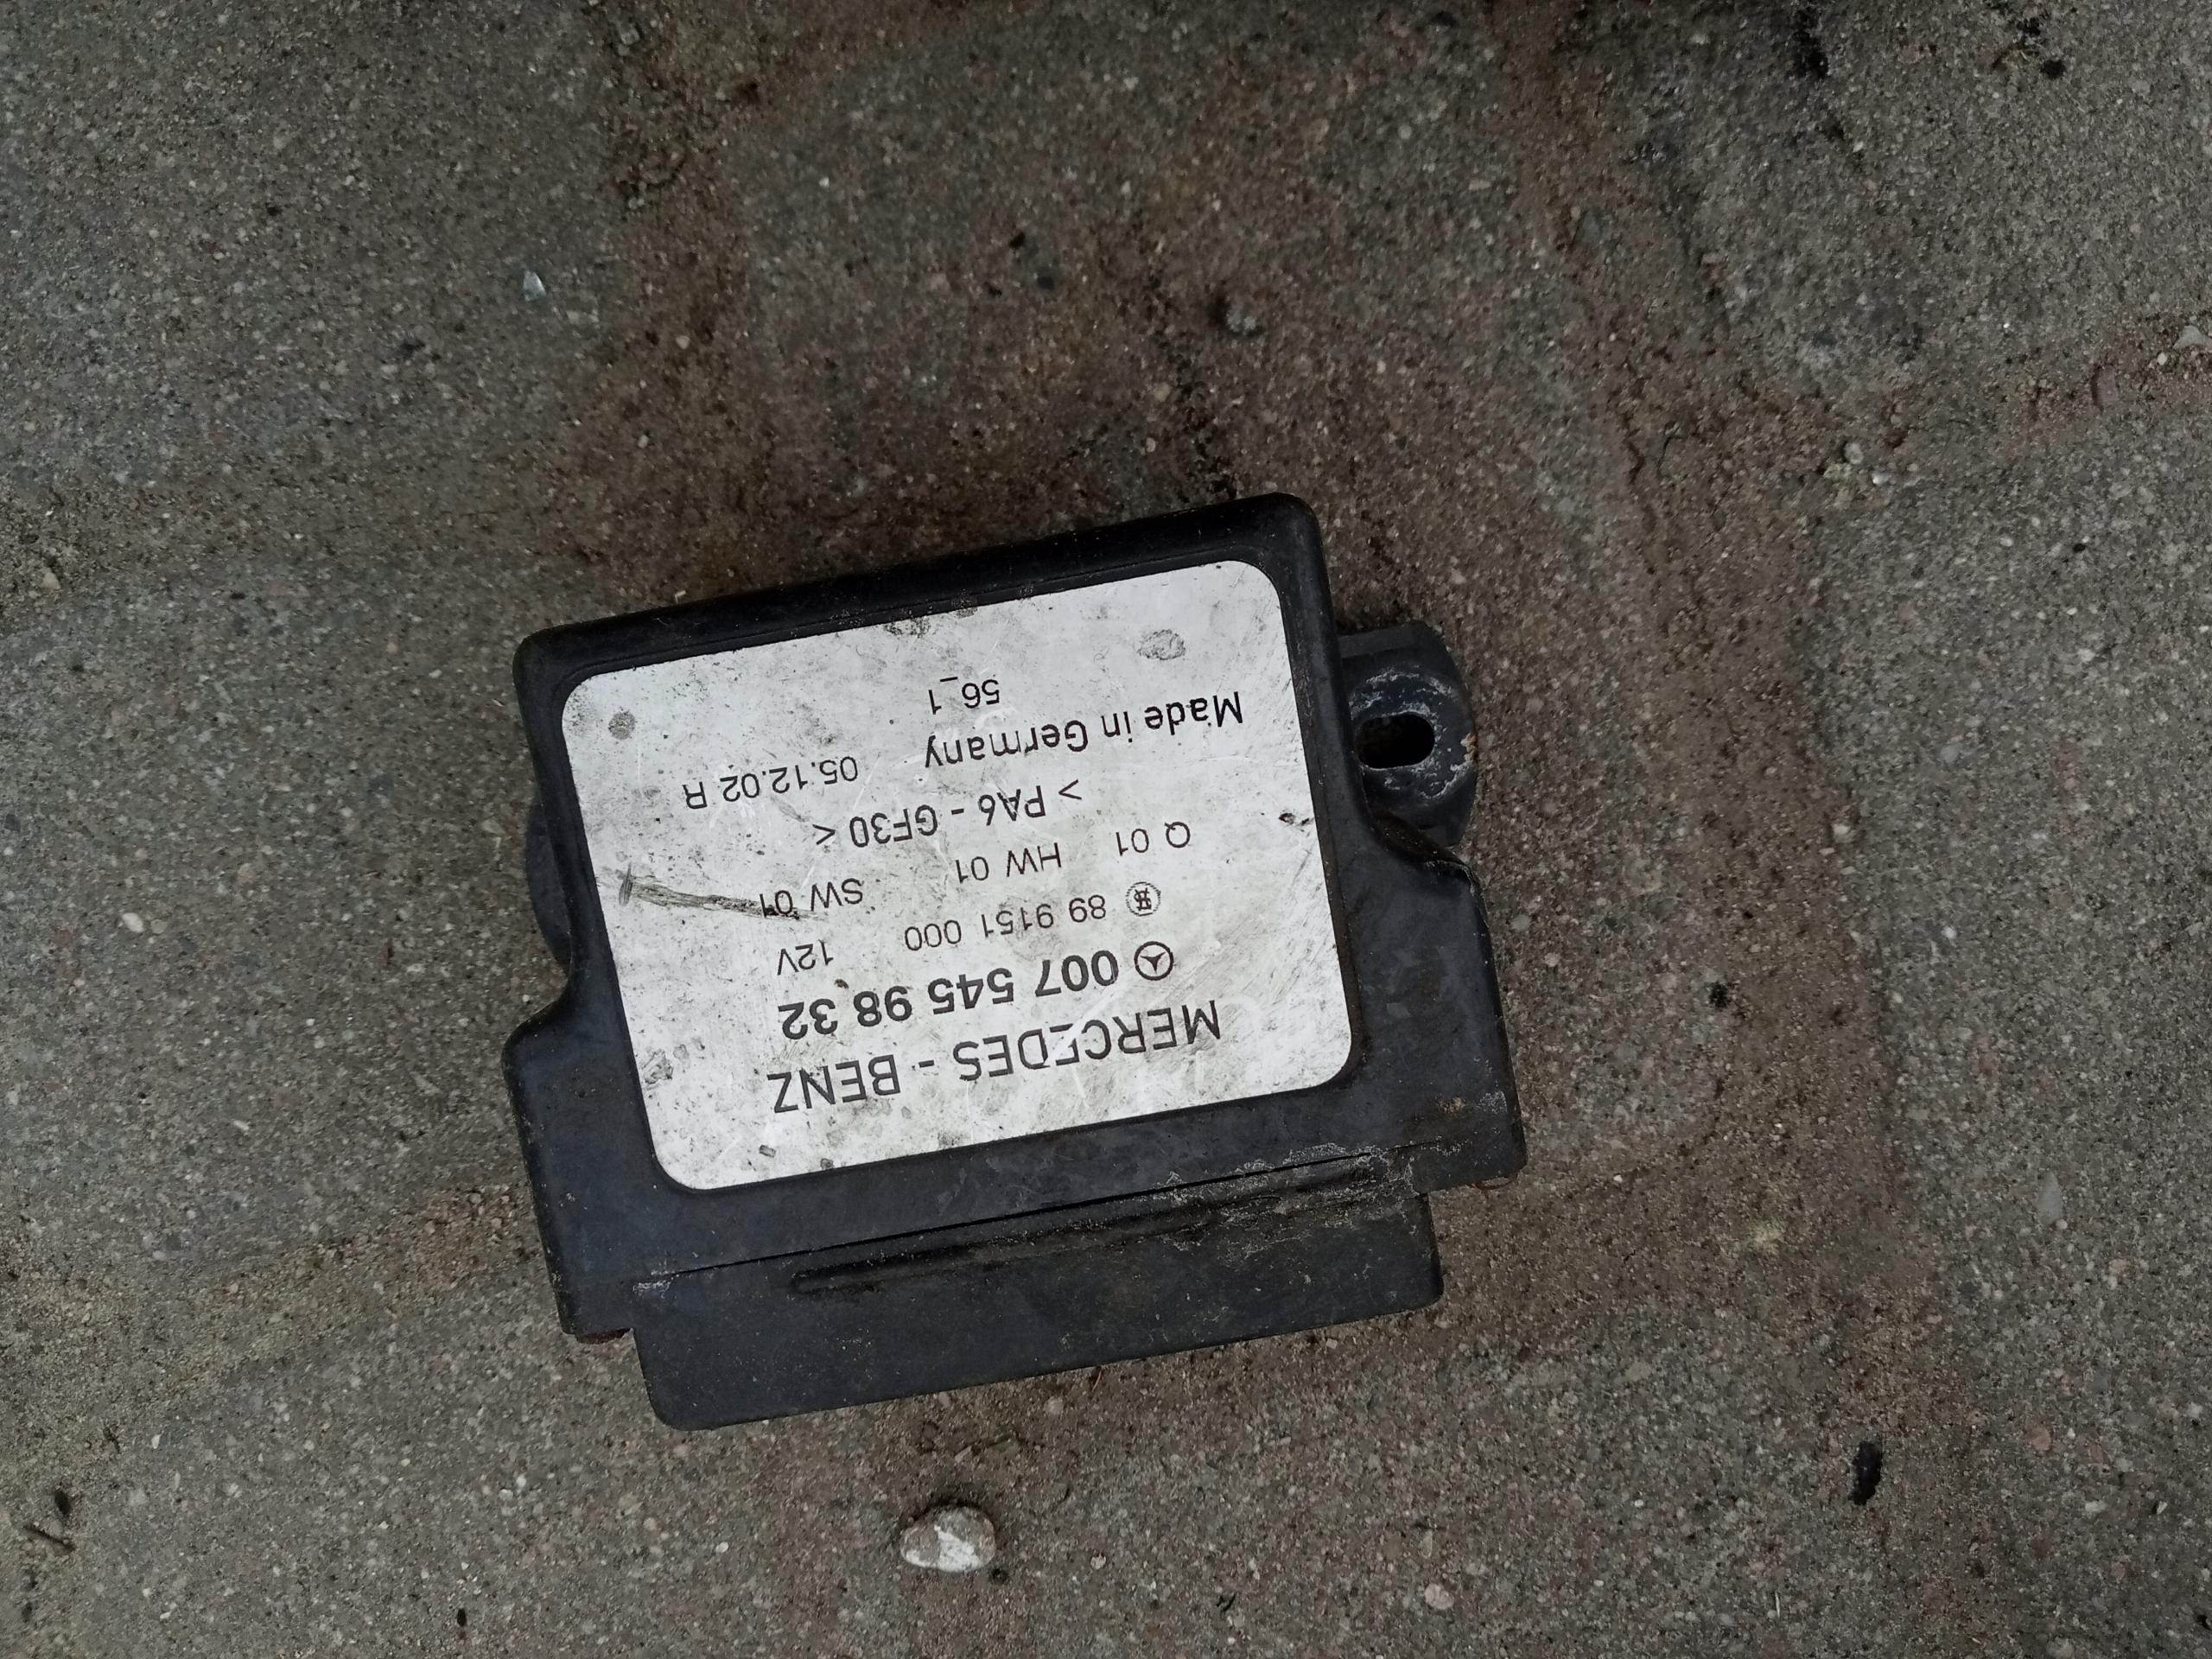 MERCEDES - BENZ
007 545 98 32
89 9151 000 12V
Q 01 HW 01 SW 01
> PA6 - GF30 <
Made in Germany 05.12.02 R
56_1